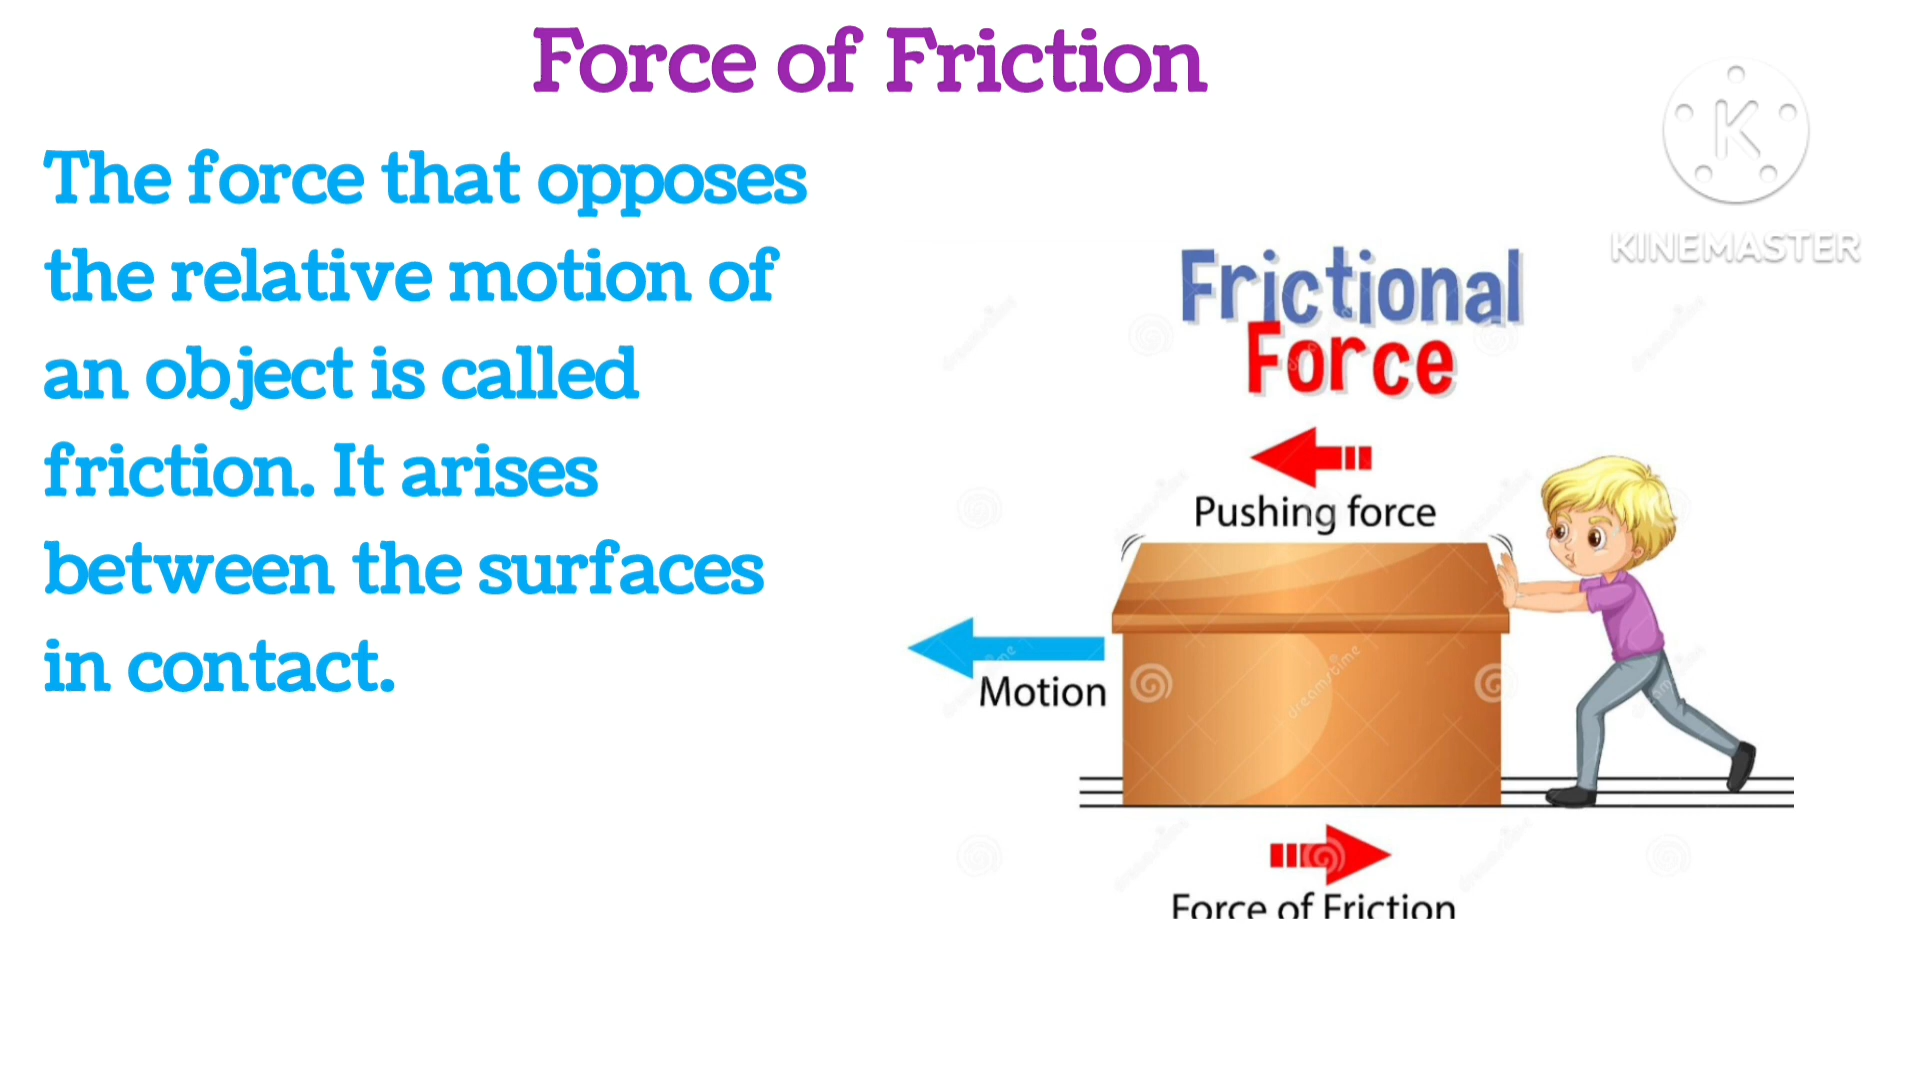 Force of Friction
The force that opposes
the relative motion of
an object is called
friction. It arises
between the surfaces
in contact.
K
KINEMASTER
Frictional
Force
Pushing force
Motion
Force of Friction
dreamstime